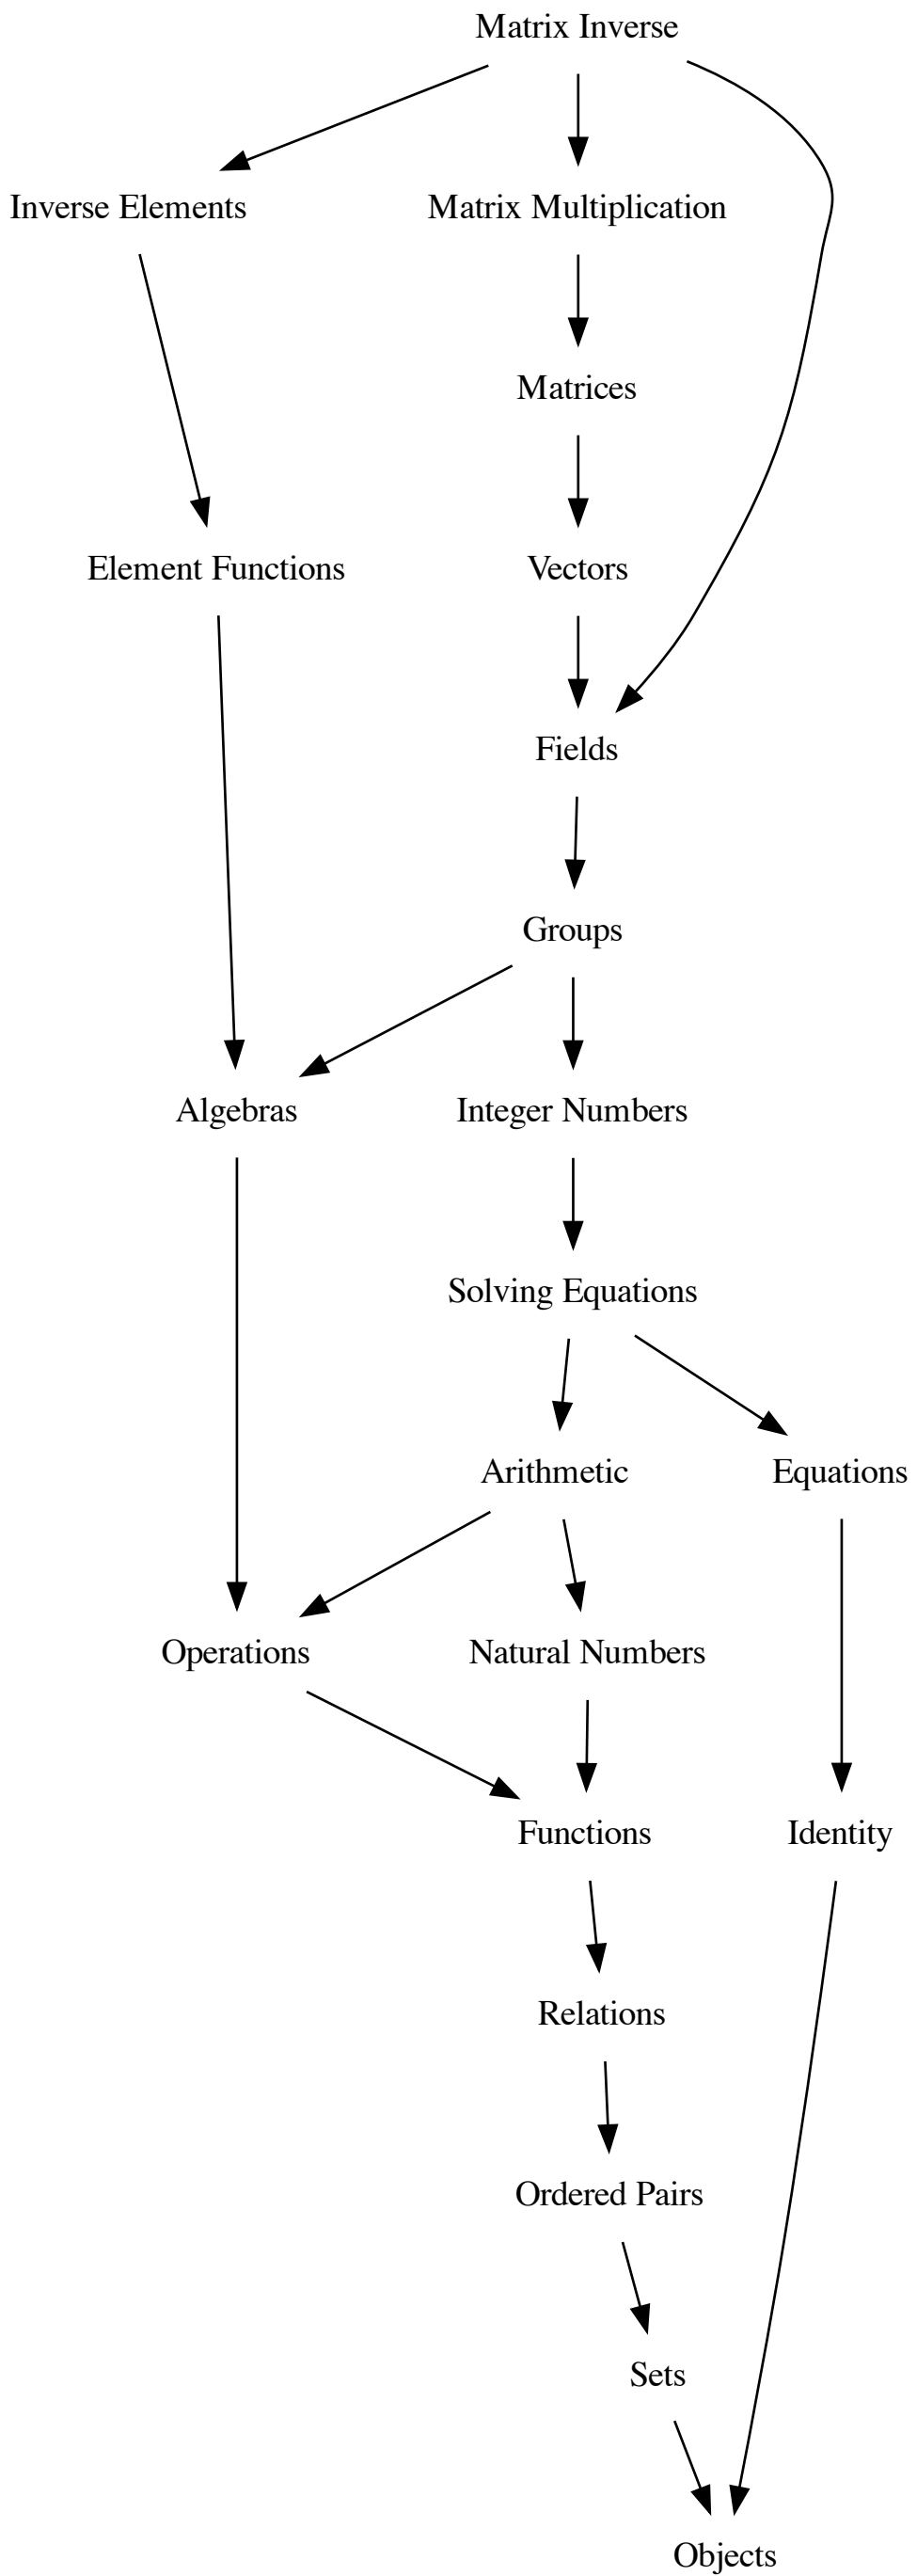 Matrix Inverse
Inverse Elements
Matrix Multiplication
Matrices
Element Functions
Vectors
Fields
Groups
Algebras
Integer Numbers
Solving Equations
Arithmetic
Equations
Operations
Natural Numbers
Functions
Identity
Relations
Ordered Pairs
Sets
Objects